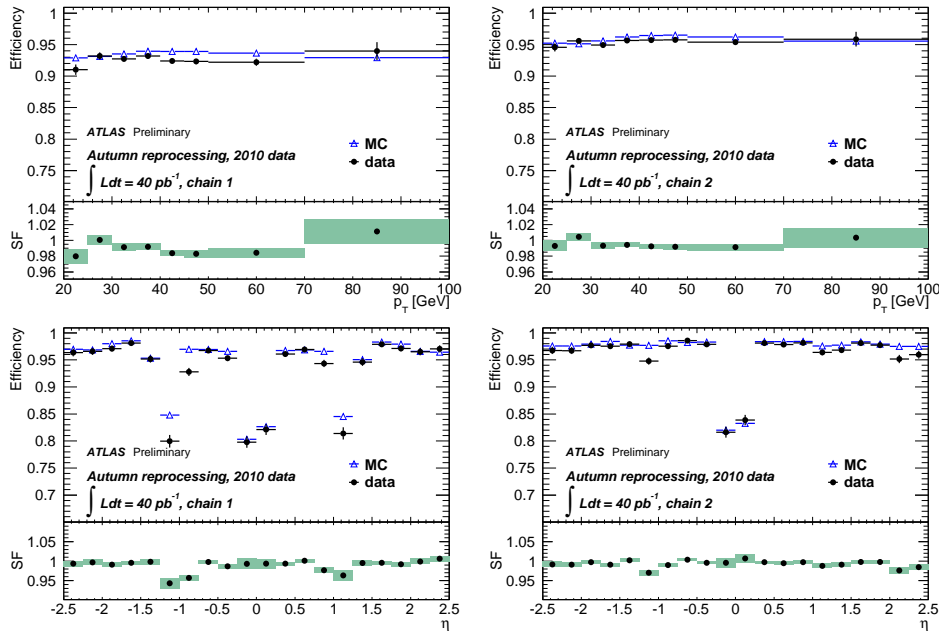 Efficiency
1
0.95
0.9
0.85
0.8
0.75
ATLAS Preliminary
MC
data
Autumn reprocessing, 2010 data
∫ Ldt = 40 pb⁻¹, chain 1
SF
1.04
1.02
1
0.98
0.96
20 30 40 50 60 70 80 90 100
p_T [GeV]
Efficiency
1
0.95
0.9
0.85
0.8
0.75
ATLAS Preliminary
MC
data
Autumn reprocessing, 2010 data
∫ Ldt = 40 pb⁻¹, chain 2
SF
1.04
1.02
1
0.98
0.96
20 30 40 50 60 70 80 90 100
p_T [GeV]
Efficiency
1
0.95
0.9
0.85
0.8
0.75
0.7
ATLAS Preliminary
MC
data
Autumn reprocessing, 2010 data
∫ Ldt = 40 pb⁻¹, chain 1
SF
1.05
1
0.95
-2.5 -2 -1.5 -1 -0.5 0 0.5 1 1.5 2 2.5
η
Efficiency
1
0.95
0.9
0.85
0.8
0.75
0.7
ATLAS Preliminary
MC
data
Autumn reprocessing, 2010 data
∫ Ldt = 40 pb⁻¹, chain 2
SF
1.05
1
0.95
-2.5 -2 -1.5 -1 -0.5 0 0.5 1 1.5 2 2.5
η